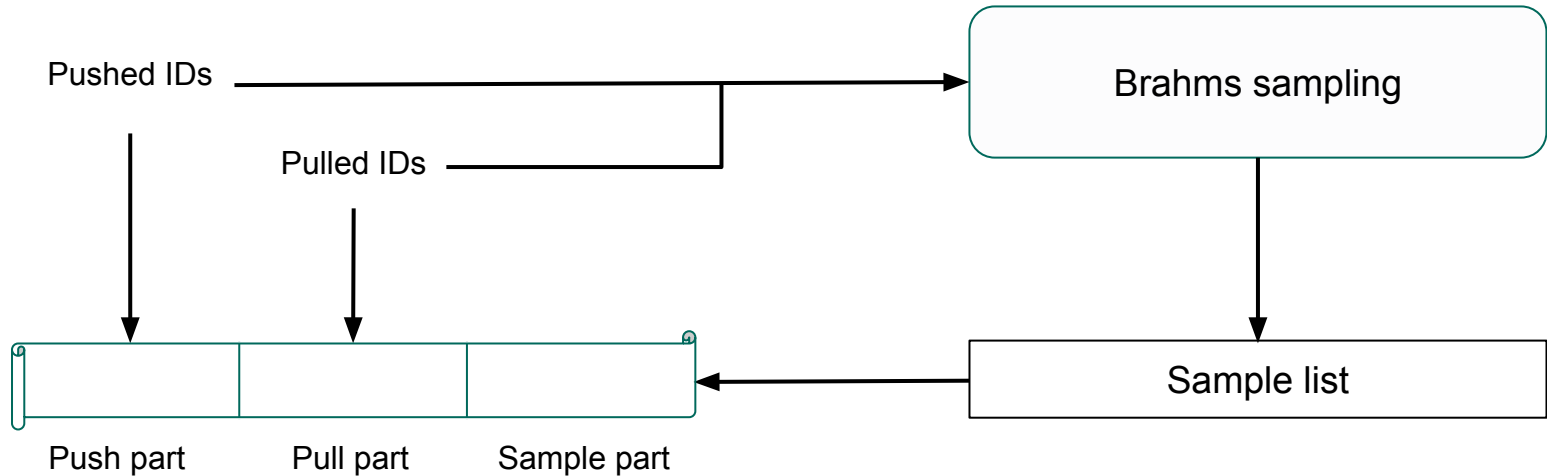 Pushed IDs
Brahms sampling
Pulled IDs
Sample list
Push part
Pull part
Sample part